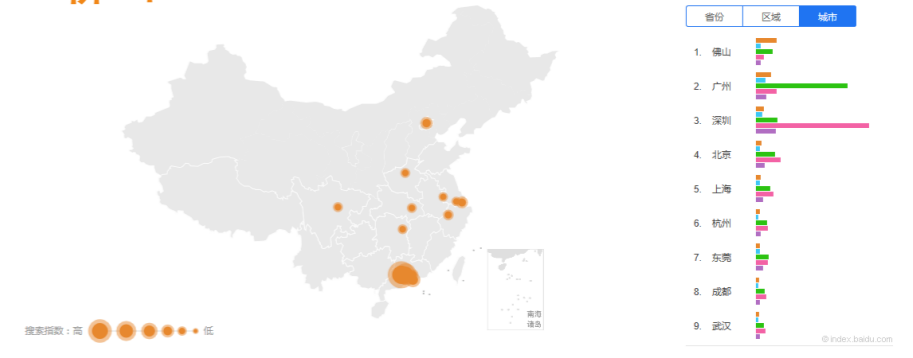 省份 区域 城市
1. 佛山
2. 广州
3. 深圳
4. 北京
5. 上海
6. 杭州
7. 东莞
8. 成都
9. 武汉
南海
诸岛
搜索指数：高 低
©index.baidu.com